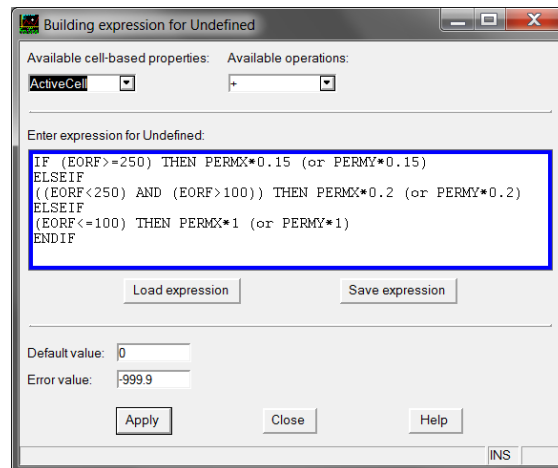 Building expression for Undefined
Available cell-based properties: Available operations:
ActiveCell +
Enter expression for Undefined:
IF (EORF>=250) THEN PERMX*0.15 (or PERMY*0.15)
ELSEIF
((EORF<250) AND (EORF>100)) THEN PERMX*0.2 (or PERMY*0.2)
ELSEIF
(EORF<=100) THEN PERMX*1 (or PERMY*1)
ENDIF
Load expression Save expression
Default value: 0
Error value: -999.9
Apply Close Help
INS